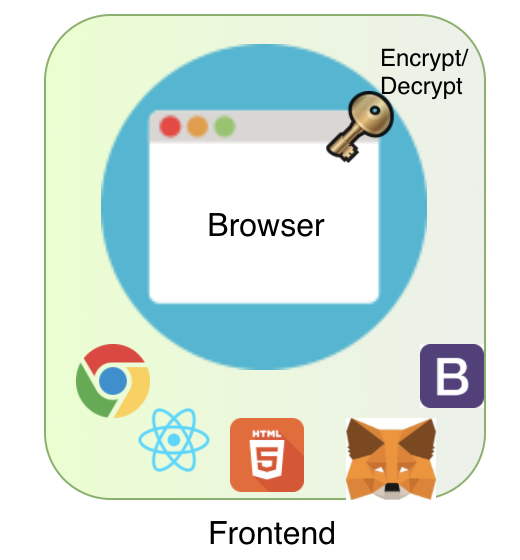 Encrypt/
Decrypt
Browser
B
HTML
5
Frontend